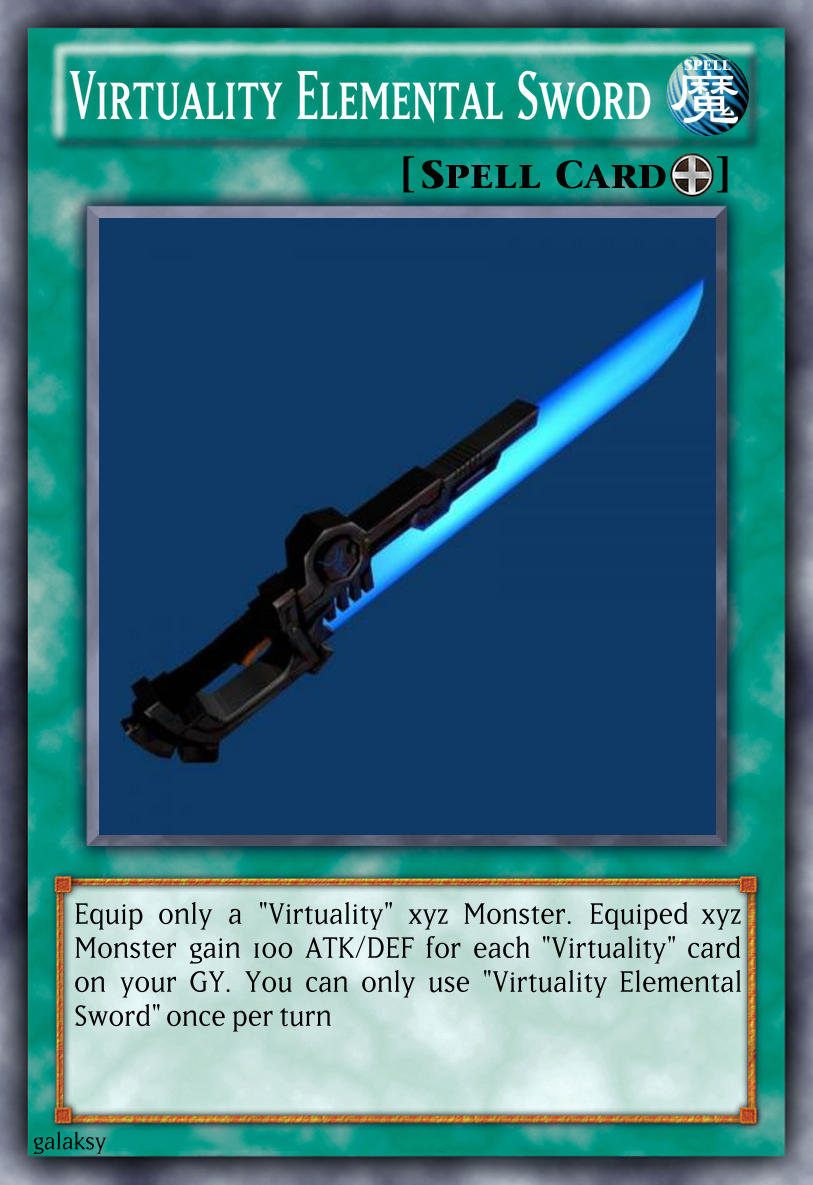 Virtuality Elemental Sword
SPELL
魔
[Spell Card]
Equip only a "Virtuality" xyz Monster. Equiped xyz
Monster gain 100 ATK/DEF for each "Virtuality" card
on your GY. You can only use "Virtuality Elemental
Sword" once per turn
galaksy